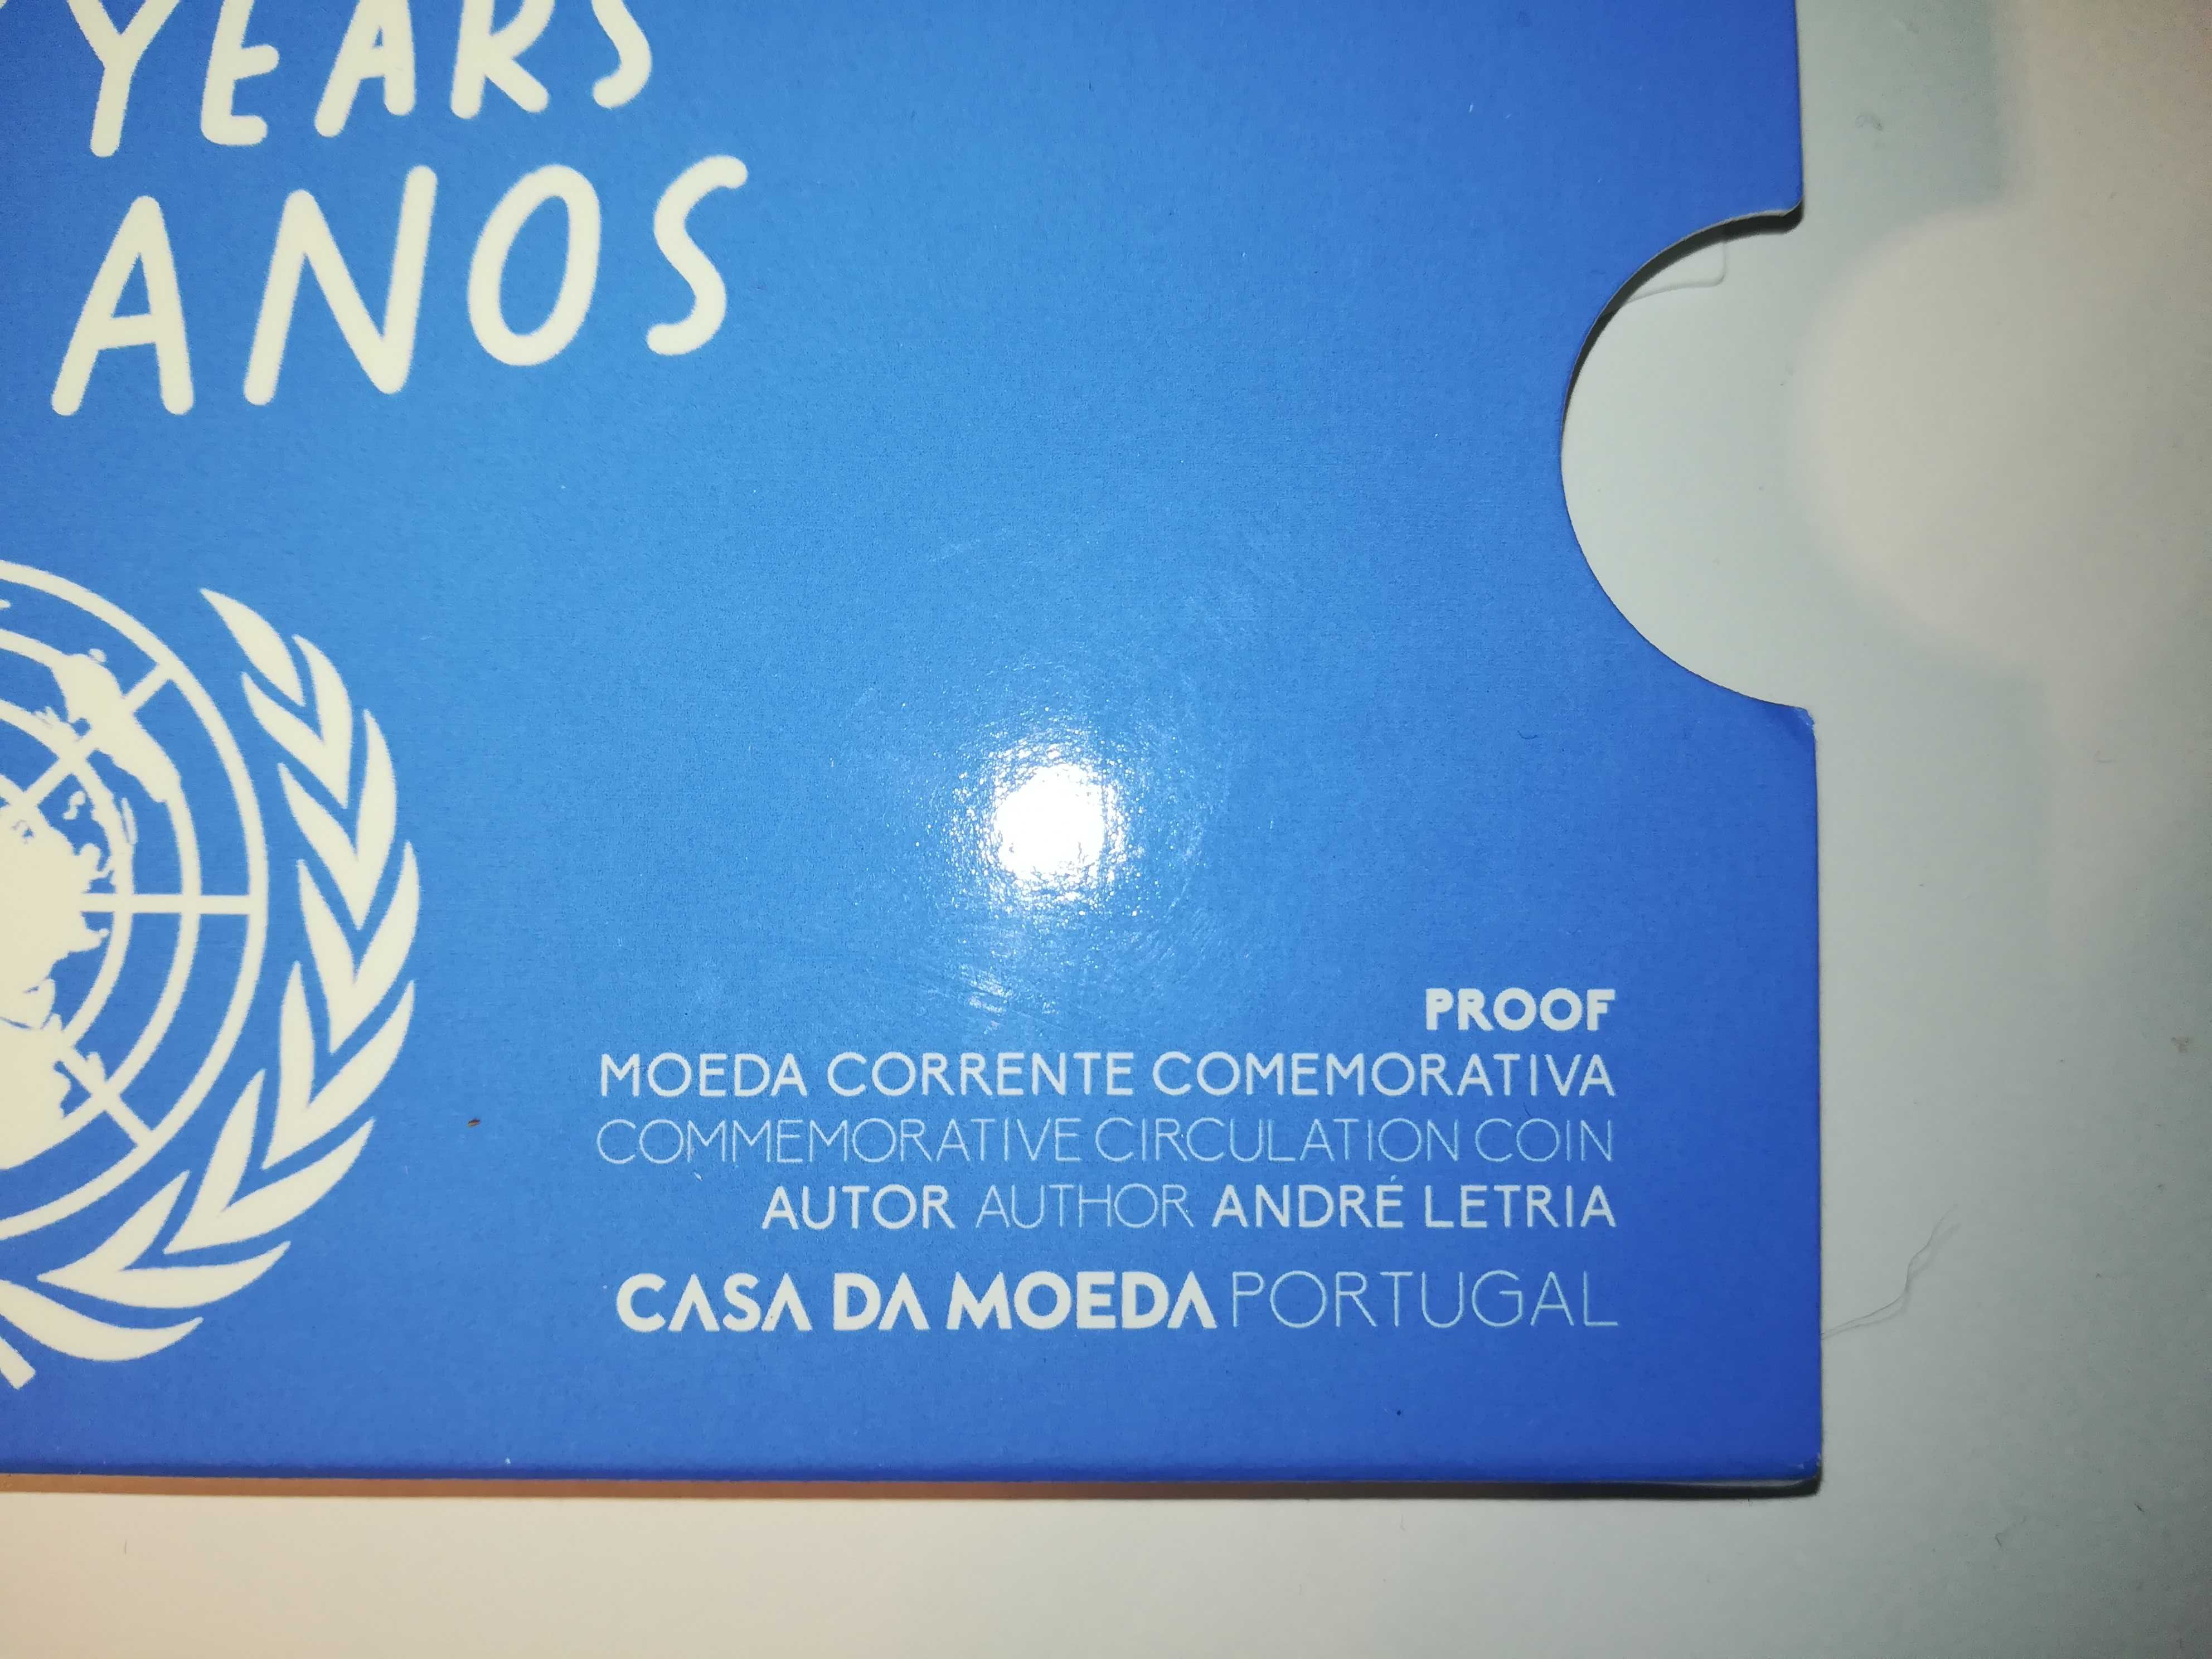 YEARS
ANOS
PROOF
MOEDA CORRENTE COMEMORATIVA
COMMEMORATIVE CIRCULATION COIN
AUTOR AUTHOR ANDRÉ LETRIA
CASA DA MOEDA PORTUGAL